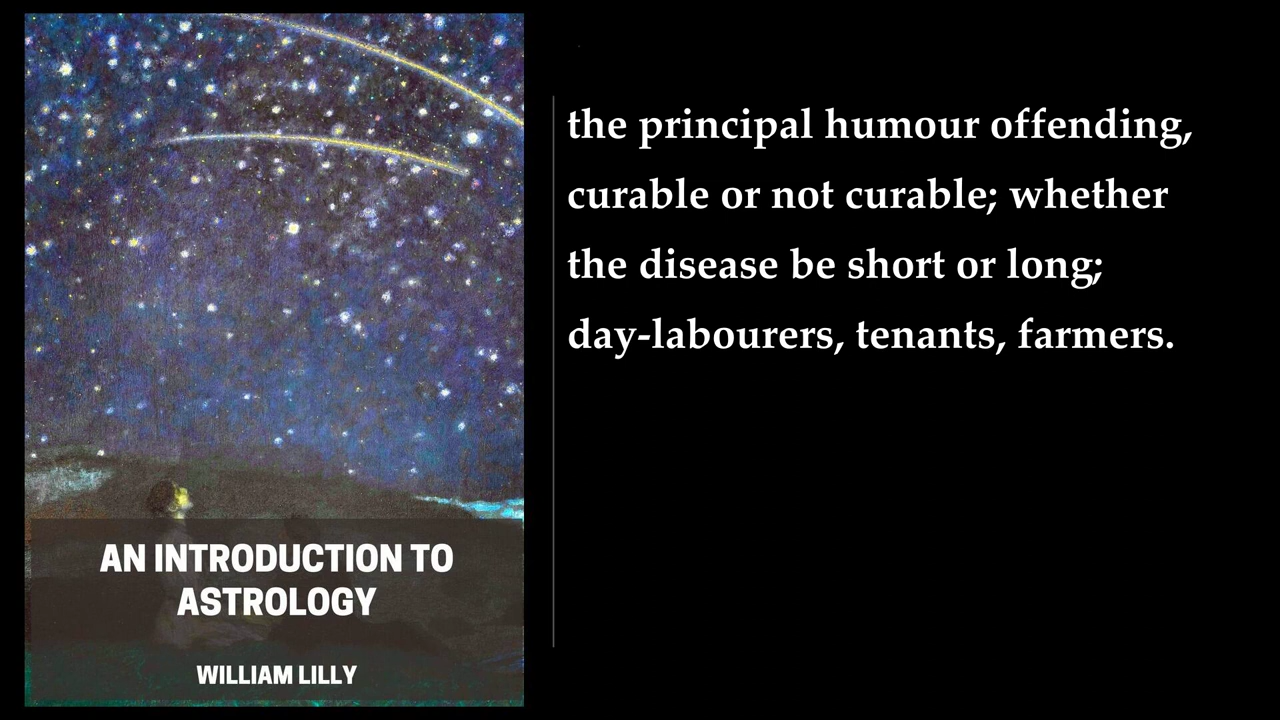 AN INTRODUCTION TO
ASTROLOGY
WILLIAM LILLY
the principal humour offending,
curable or not curable; whether
the disease be short or long;
day-labourers, tenants, farmers.